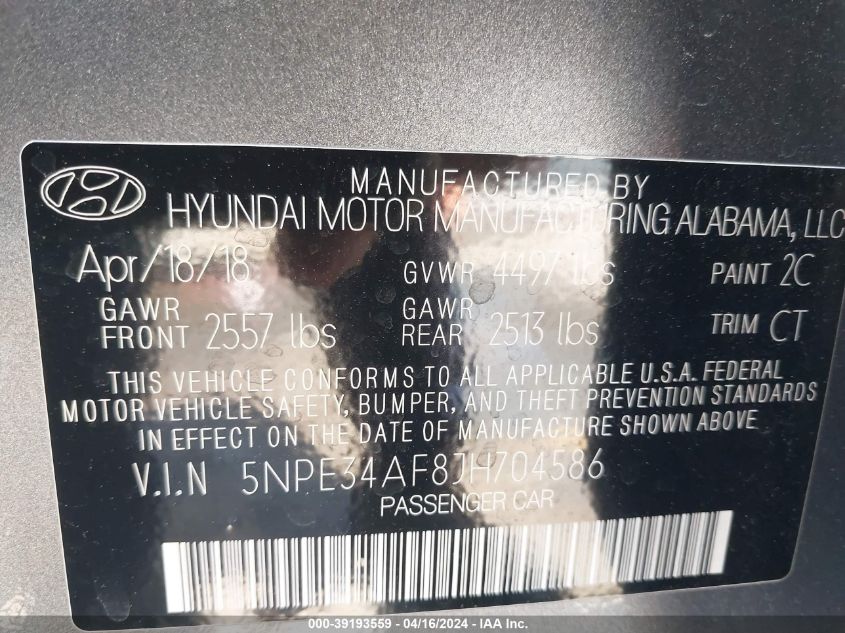 MANUFACTURED BY
HYUNDAI MOTOR MANUFACTURING ALABAMA, LLC
Apr/18/18 GVWR 4497 lbs PAINT 2C
GAWR FRONT 2557 lbs GAWR REAR 2513 lbs TRIM CT
THIS VEHICLE CONFORMS TO ALL APPLICABLE U.S.A. FEDERAL
MOTOR VEHICLE SAFETY, BUMPER, AND THEFT PREVENTION STANDARDS
IN EFFECT ON THE DATE OF MANUFACTURE SHOWN ABOVE
V.I.N 5NPE34AF8JH704586
PASSENGER CAR
000-39193559 - 04/16/2024 - IAA Inc.